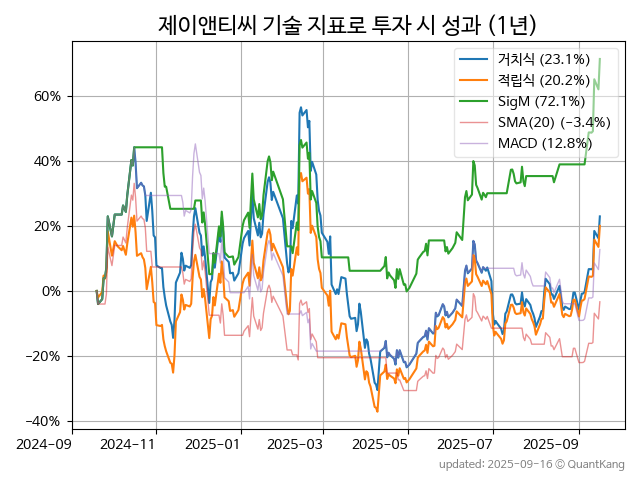 제이앤티씨 기술 지표로 투자 시 성과 (1년)
거치식 (23.1%)
적립식 (20.2%)
SigM (72.1%)
SMA(20) (−3.4%)
MACD (12.8%)
60%
40%
20%
0%
−20%
−40%
2024-09 2024-11 2025-01 2025-03 2025-05 2025-07 2025-09
updated: 2025-09-16 © QuantKang